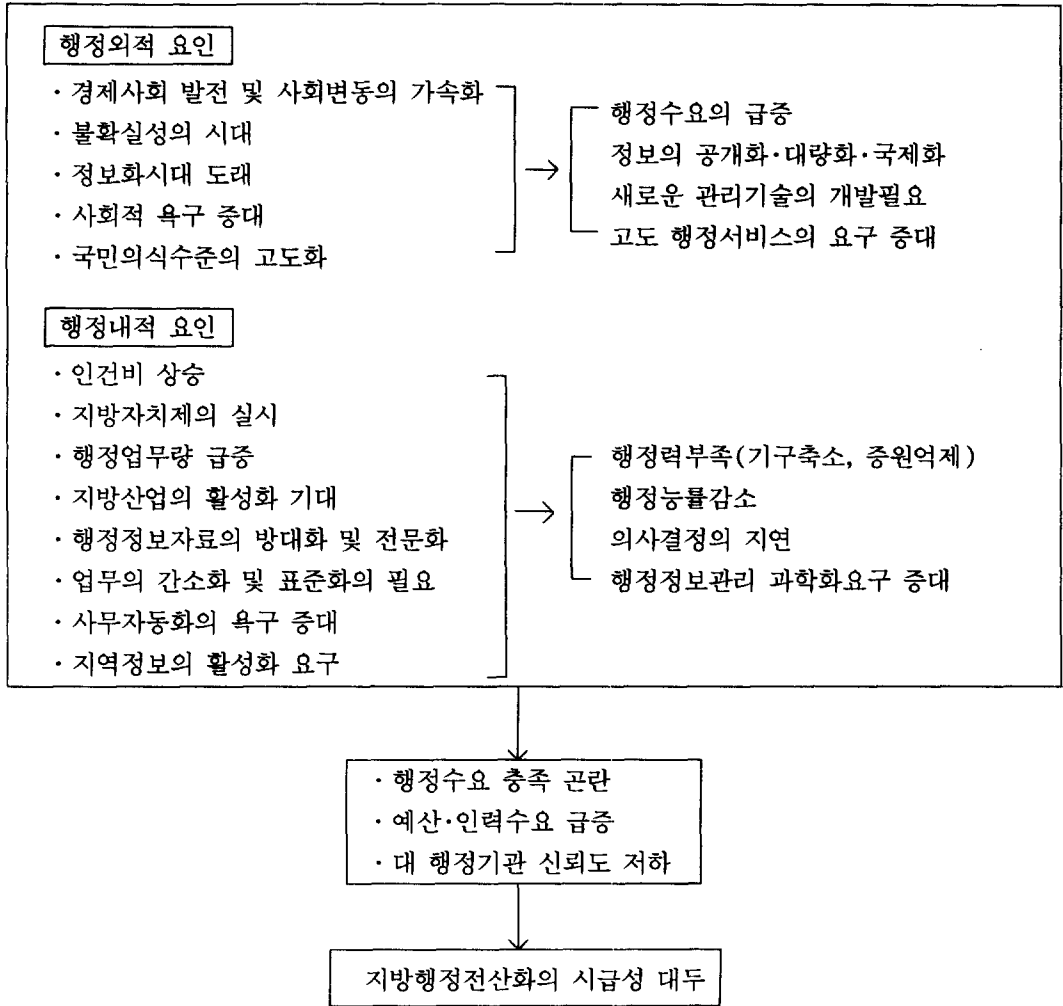 행정외적 요인
· 경제사회 발전 및 사회변동의 가속화
· 불확실성의 시대
· 정보화시대 도래
· 사회적 욕구 증대
· 국민의식수준의 고도화
행정수요의 급증
정보의 공개화·대량화·국제화
새로운 관리기술의 개발필요
고도 행정서비스의 요구 증대
행정내적 요인
· 인건비 상승
· 지방자치제의 실시
· 행정업무량 급증
· 지방산업의 활성화 기대
· 행정정보자료의 방대화 및 전문화
· 업무의 간소화 및 표준화의 필요
· 사무자동화의 욕구 증대
· 지역정보의 활성화 요구
행정력부족(기구축소, 증원억제)
행정능률감소
의사결정의 지연
행정정보관리 과학화요구 증대
· 행정수요 충족 곤란
· 예산·인력수요 급증
· 대 행정기관 신뢰도 저하
지방행정전산화의 시급성 대두